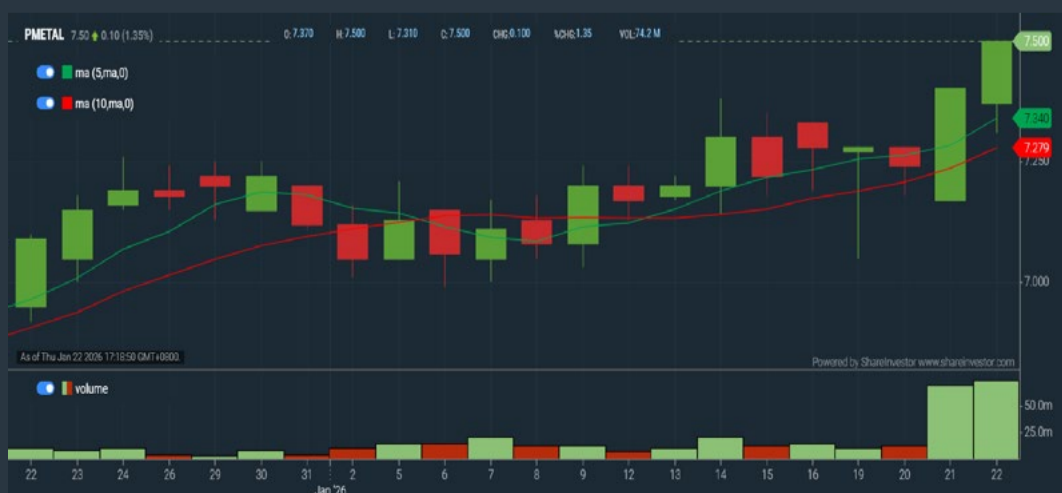 PMETAL 7.50 0.10 (1.35%) O:7.370 H:7.500 L:7.310 C:7.500 CHG:0.100 %CHG:1.35 VOL:74.2 M
7.500
ma (5,ma,0)
ma (10,ma,0)
7.340
7.279
7.250
7.000
As of Thu Jan 22 2026 17:18:50 GMT+0800.
Powered by ShareInvestor www.shareinvestor.com
volume
50.0m
25.0m
22 23 24 26 29 30 31 2 5 6 7 8 9 12 13 14 15 16 19 20 21 22
Jan '26